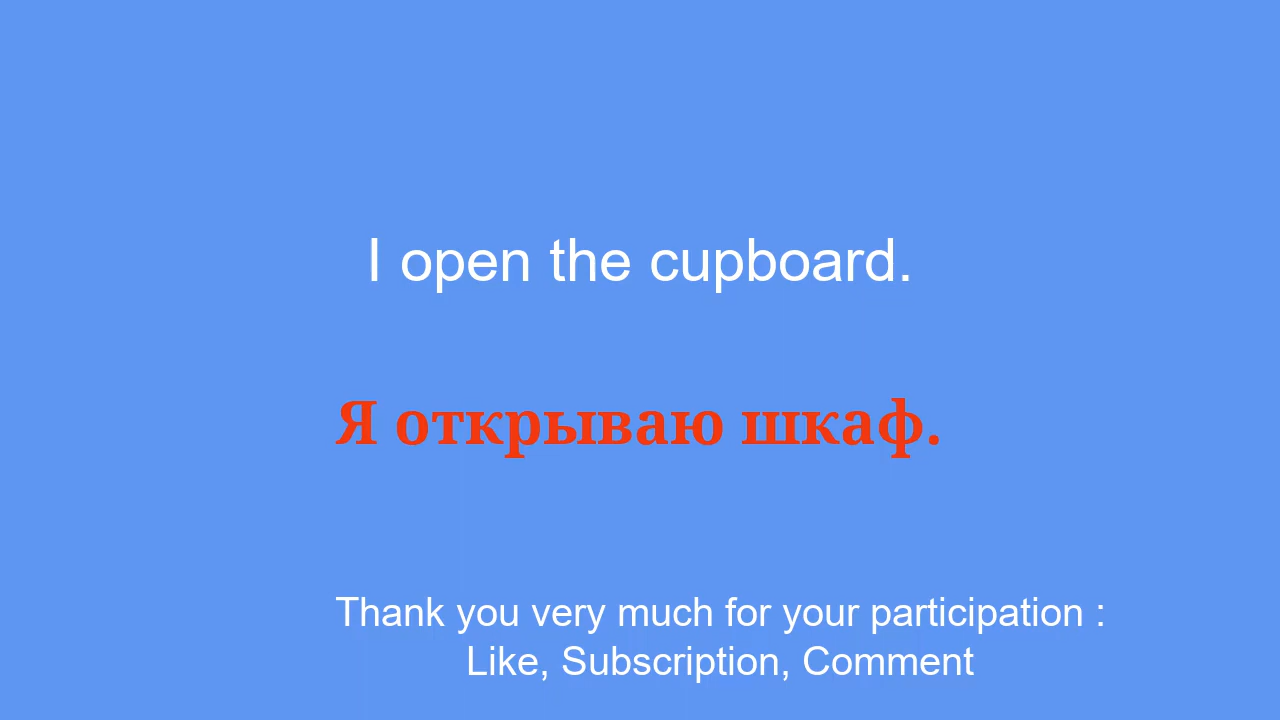 I open the cupboard.
Я открываю шкаф.
Thank you very much for your participation :
Like, Subscription, Comment